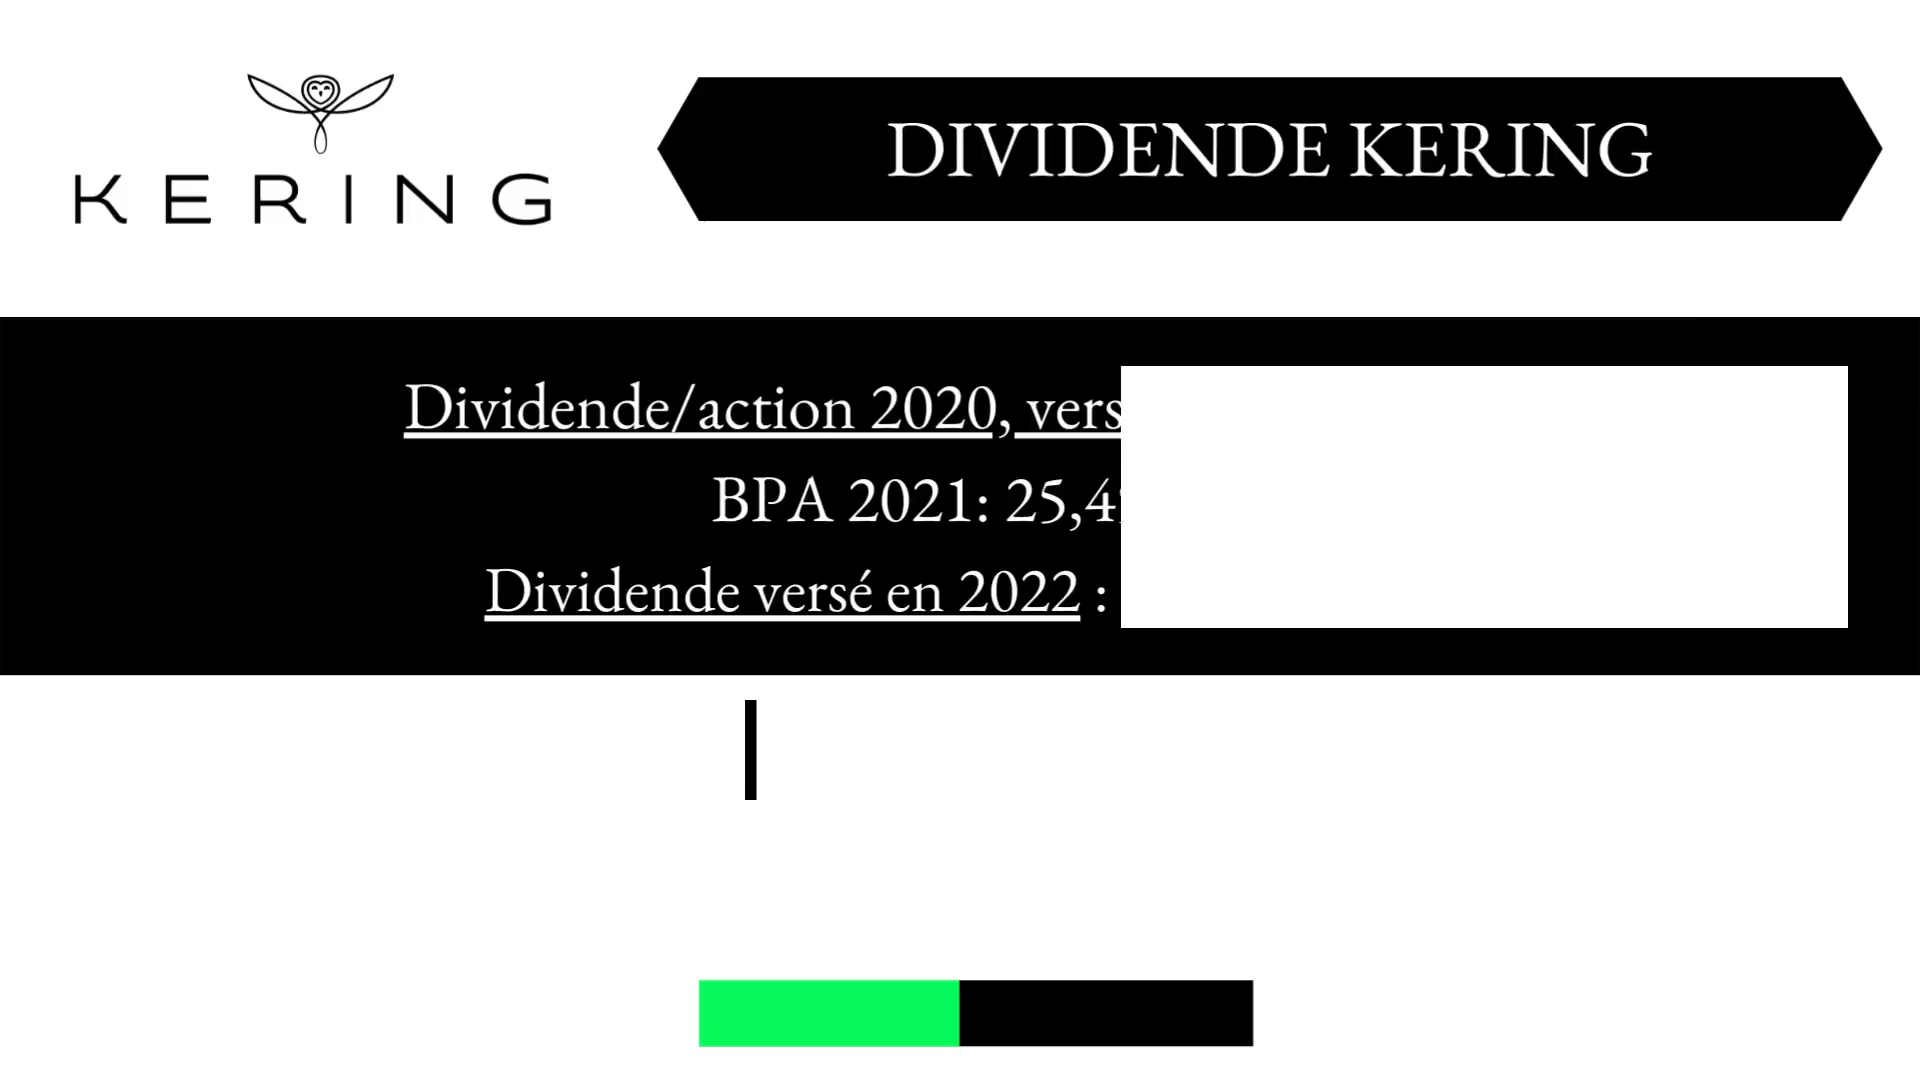 KERING
DIVIDENDE KERING
Dividende/action 2020, vers
BPA 2021: 25,4
Dividende versé en 2022 :